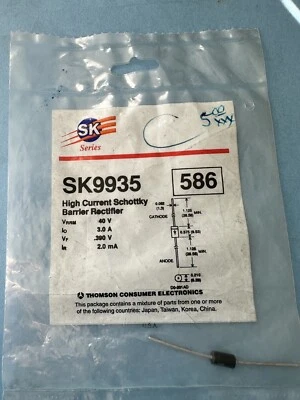 SK
Series
500
SK9935
586
High Current Schottky
Barrier Rectifier
VRRM 40 V
IO 3.0 A
VF .390 V
IR 2.0 mA
CATHODE
ANODE
THOMSON CONSUMER ELECTRONICS
This package contains a mixture of parts from one or more
of the following countries: Japan, Taiwan, Korea, China.